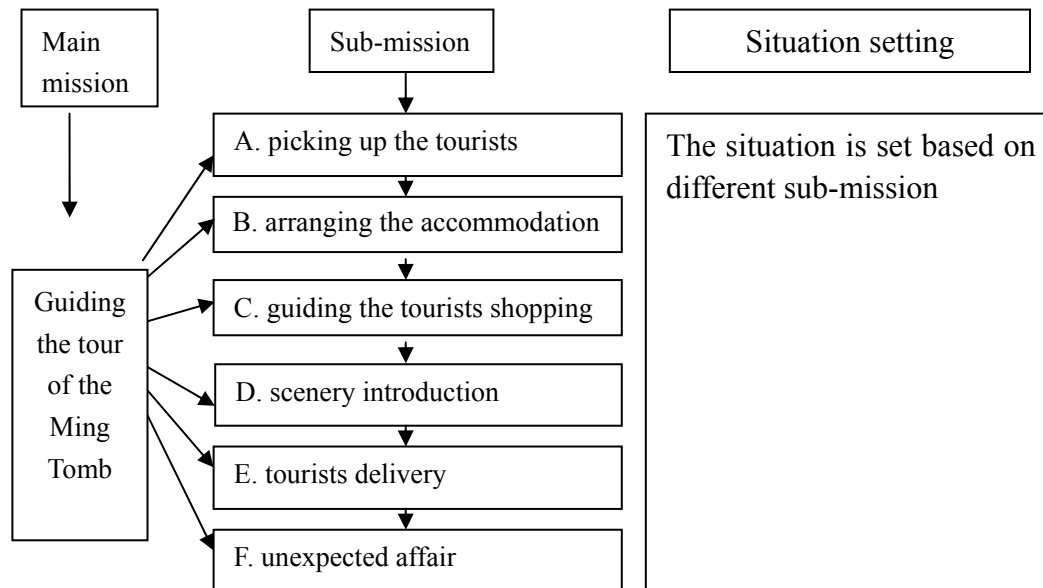 Main
mission
Sub-mission
Situation setting
A. picking up the tourists
The situation is set based on
different sub-mission
B. arranging the accommodation
Guiding
the tour
of the
Ming
Tomb
C. guiding the tourists shopping
D. scenery introduction
E. tourists delivery
F. unexpected affair